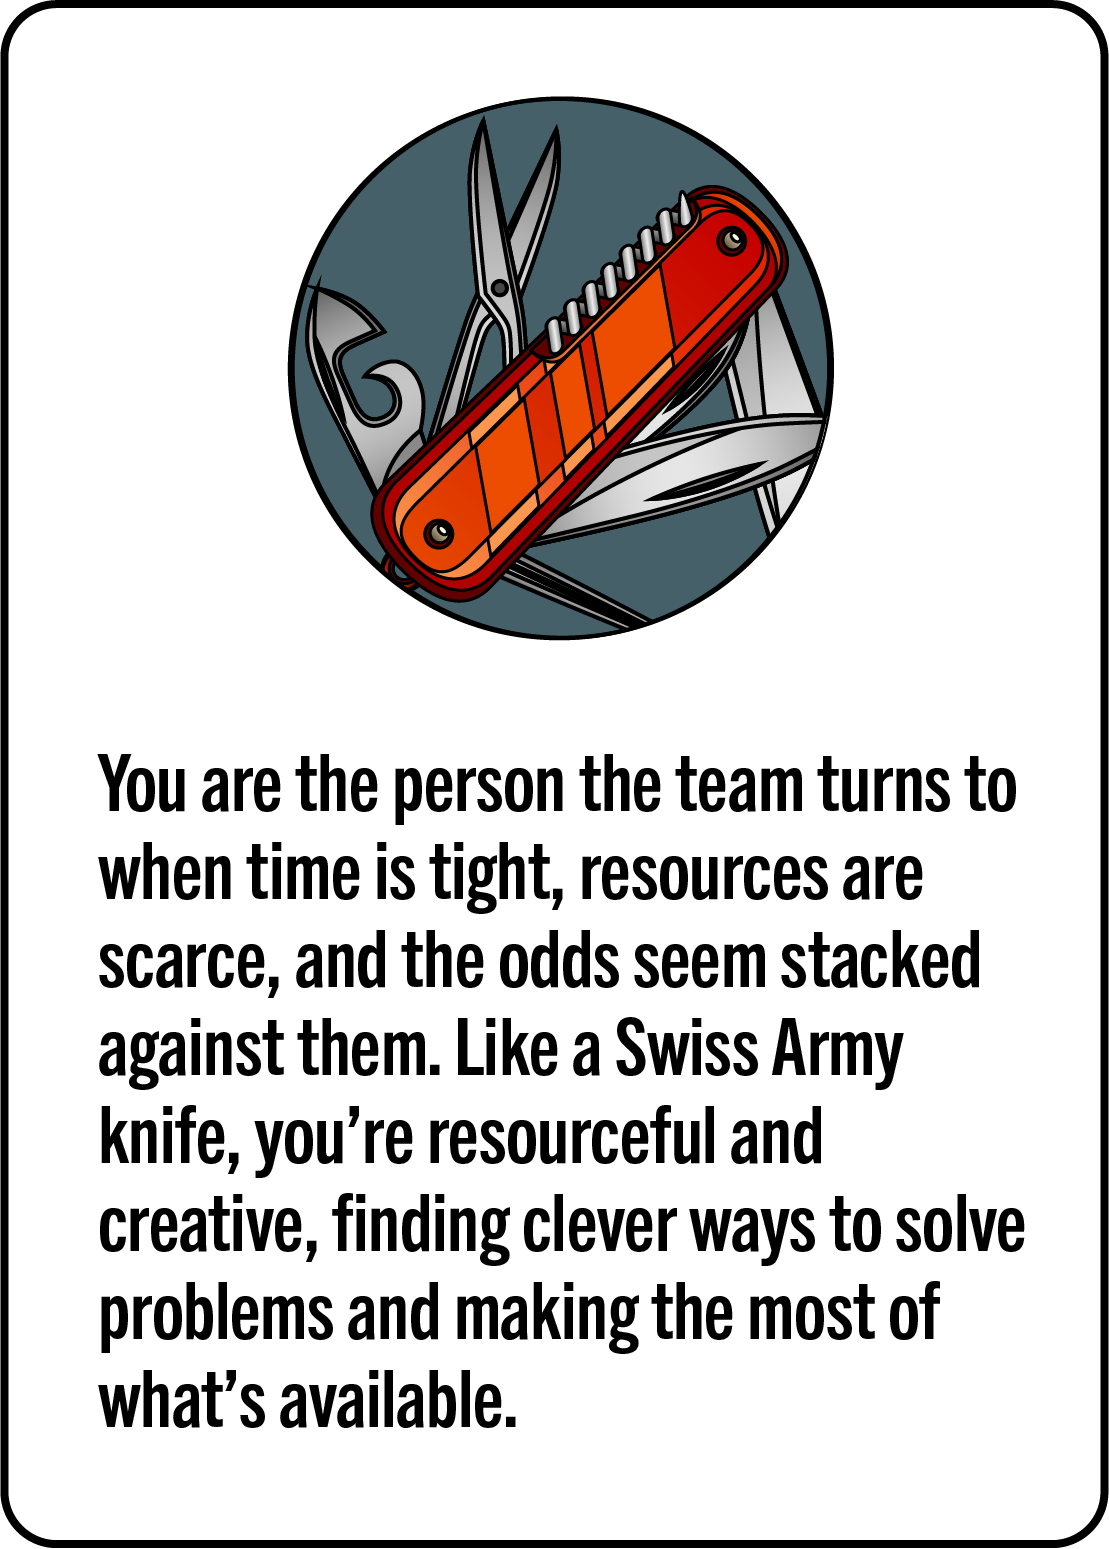 You are the person the team turns to
when time is tight, resources are
scarce, and the odds seem stacked
against them. Like a Swiss Army
knife, you’re resourceful and
creative, finding clever ways to solve
problems and making the most of
what’s available.